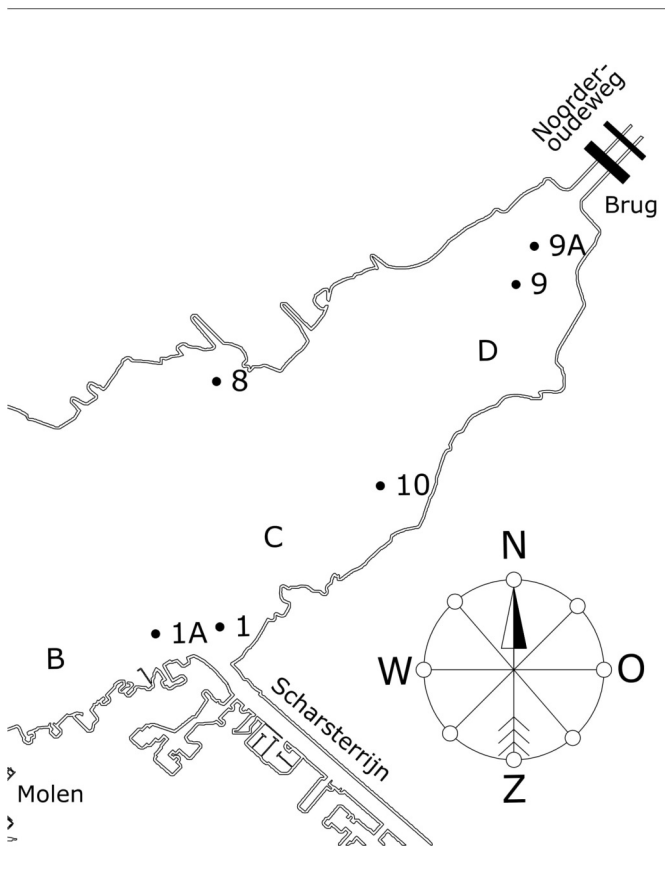 Noorder-
oudeweg
Brug
9A
9
D
8
10
C
N
1A
1
B
W
O
Scharsterrijn
Molen
Z